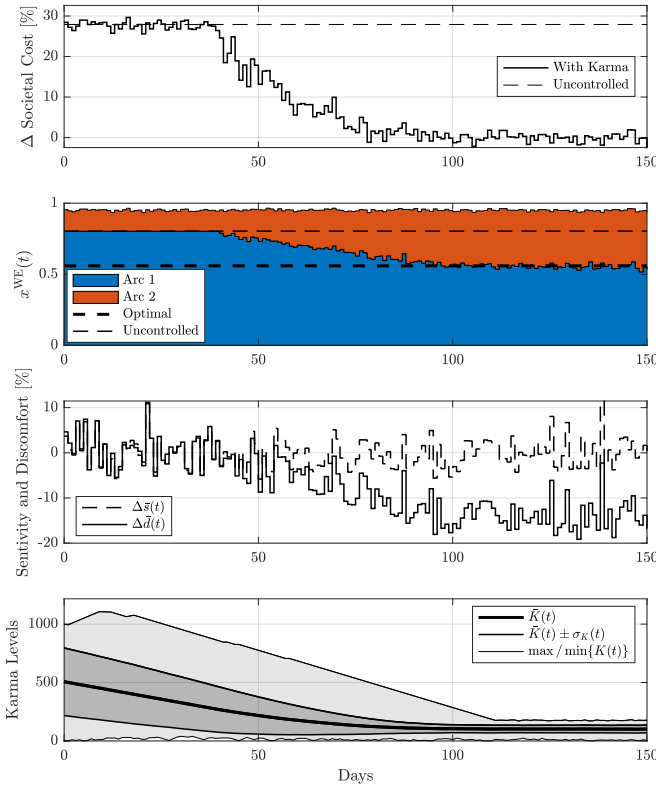 30
20
10
0
Δ Societal Cost [%]
With Karma
Uncontrolled
0
50
100
150
1
0.5
0
x^WE(t)
Arc 1
Arc 2
Optimal
Uncontrolled
0
50
100
150
10
0
-10
-20
Sentivity and Discomfort [%]
Δs̄(t)
Δd̄(t)
0
50
100
150
1000
500
0
Karma Levels
K̄(t)
K̄(t) ± σ_K(t)
max / min{K(t)}
0
50
100
150
Days